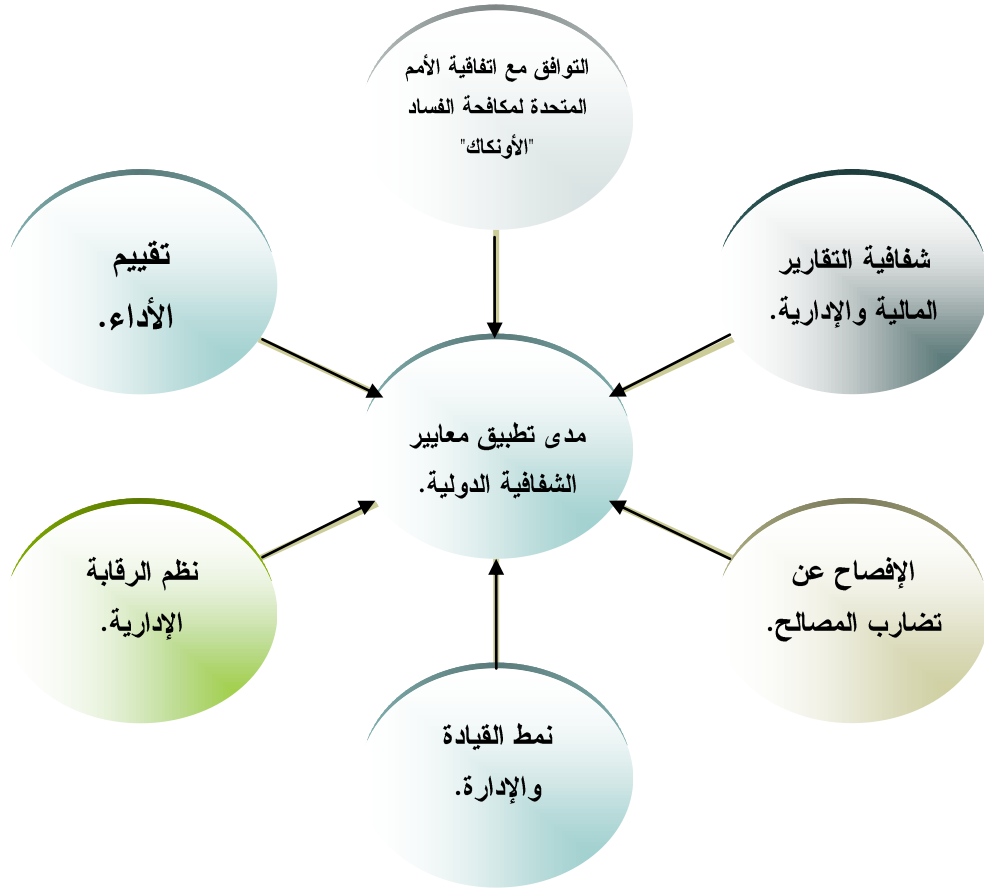 التوافق مع اتفاقية الأمم
المتحدة لمكافحة الفساد
"الأونكاك"
شفافية التقارير
المالية والإدارية.
تقييم
الأداء.
مدى تطبيق معايير
الشفافية الدولية.
الإفصاح عن
تضارب المصالح.
نظم الرقابة
الإدارية.
نمط القيادة
والإدارة.